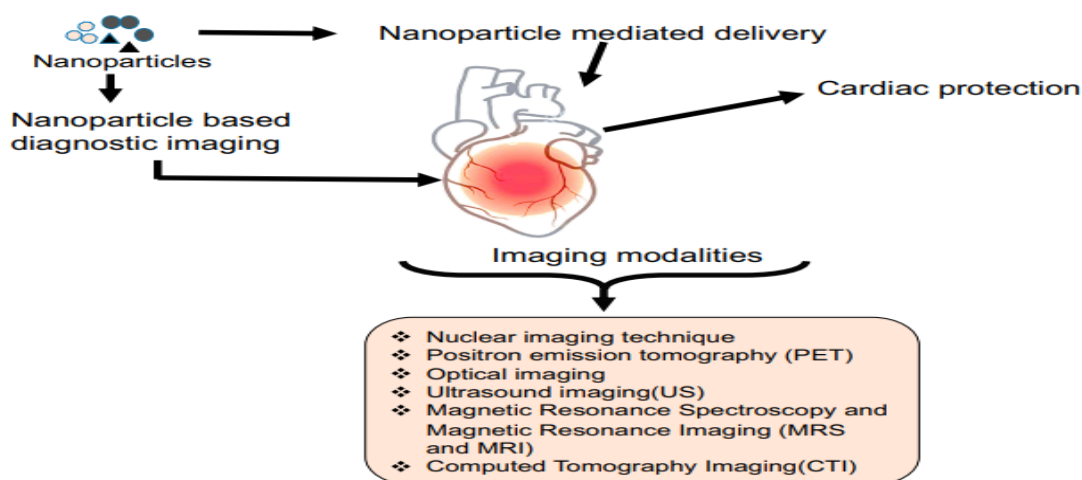 Nanoparticle mediated delivery
Nanoparticles
Cardiac protection
Nanoparticle based
diagnostic imaging
Imaging modalities
❖ Nuclear imaging technique
❖ Positron emission tomography (PET)
❖ Optical imaging
❖ Ultrasound imaging(US)
❖ Magnetic Resonance Spectroscopy and
Magnetic Resonance Imaging (MRS
and MRI)
❖ Computed Tomography Imaging(CTI)